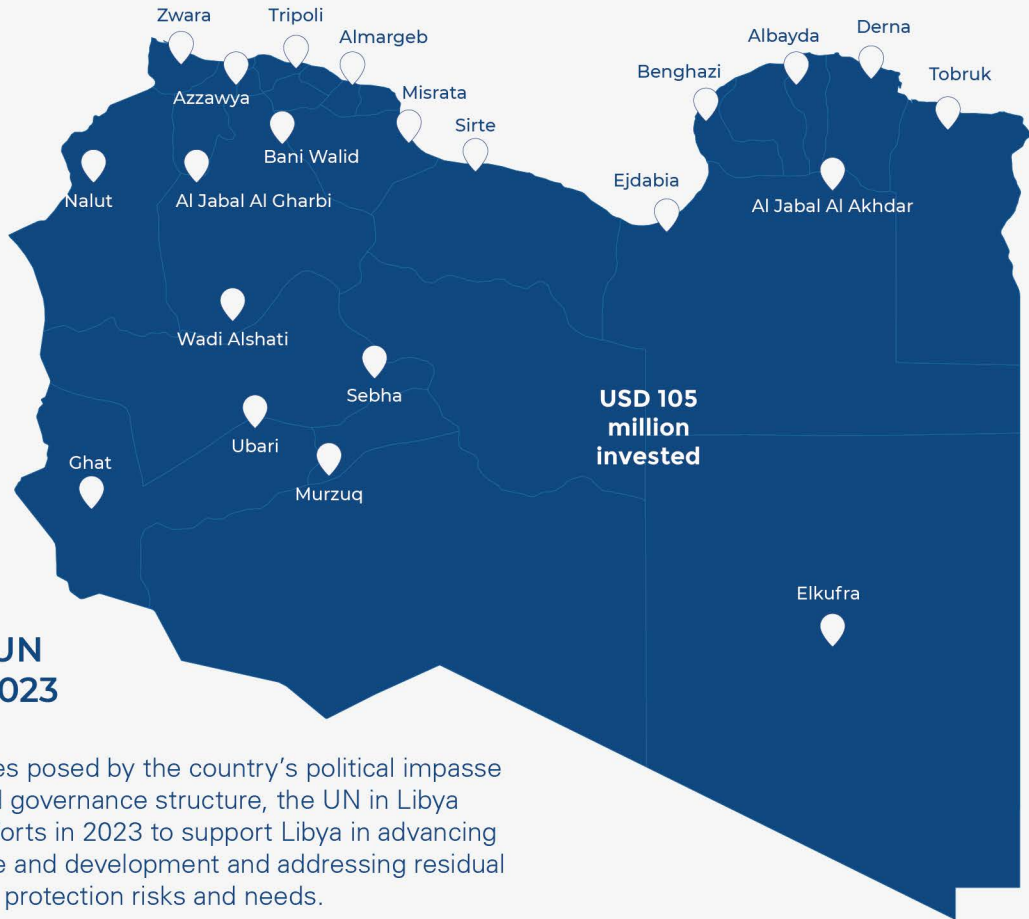 Zwara
Tripoli
Almargeb
Albayda
Derna
Benghazi
Tobruk
Azzawya
Misrata
Sirte
Bani Walid
Ejdabia
Nalut
Al Jabal Al Gharbi
Al Jabal Al Akhdar
Wadi Alshati
Sebha
USD 105
million
invested
Ubari
Ghat
Murzuq
Elkufra
UN
023
es posed by the country's political impasse
governance structure, the UN in Libya
orts in 2023 to support Libya in advancing
e and development and addressing residual
protection risks and needs.